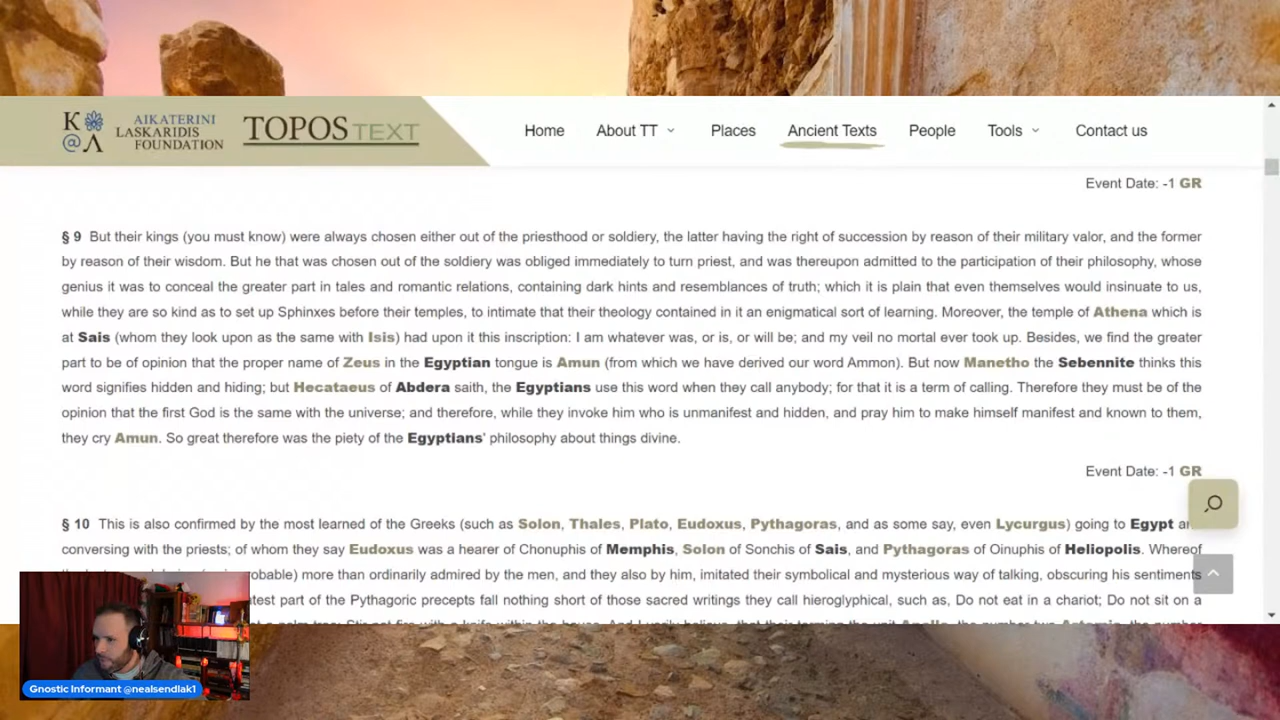 K @ Λ
AIKATERINI
LASKARIDIS
FOUNDATION
TOPOS TEXT
Home
About TT
Places
Ancient Texts
People
Tools
Contact us
Event Date: -1 GR
§ 9 But their kings (you must know) were always chosen either out of the priesthood or soldiery, the latter having the right of succession by reason of their military valor, and the former
by reason of their wisdom. But he that was chosen out of the soldiery was obliged immediately to turn priest, and was thereupon admitted to the participation of their philosophy, whose
genius it was to conceal the greater part in tales and romantic relations, containing dark hints and resemblances of truth; which it is plain that even themselves would insinuate to us,
while they are so kind as to set up Sphinxes before their temples, to intimate that their theology contained in it an enigmatical sort of learning. Moreover, the temple of Athena which is
at Sais (whom they look upon as the same with Isis) had upon it this inscription: I am whatever was, or is, or will be; and my veil no mortal ever took up. Besides, we find the greater
part to be of opinion that the proper name of Zeus in the Egyptian tongue is Amun (from which we have derived our word Ammon). But now Manetho the Sebennite thinks this
word signifies hidden and hiding; but Hecataeus of Abdera saith, the Egyptians use this word when they call anybody; for that it is a term of calling. Therefore they must be of the
opinion that the first God is the same with the universe; and therefore, while they invoke him who is unmanifest and hidden, and pray him to make himself manifest and known to them,
they cry Amun. So great therefore was the piety of the Egyptians' philosophy about things divine.
Event Date: -1 GR
§ 10 This is also confirmed by the most learned of the Greeks (such as Solon, Thales, Plato, Eudoxus, Pythagoras, and as some say, even Lycurgus) going to Egypt
conversing with the priests; of whom they say Eudoxus was a hearer of Chonuphis of Memphis, Solon of Sonchis of Sais, and Pythagoras of Oinuphis of Heliopolis. Whereof
more than ordinarily admired by the men, and they also by him, imitated their symbolical and mysterious way of talking, obscuring his sentiments
part of the Pythagoric precepts fall nothing short of those sacred writings they call hieroglyphical, such as, Do not eat in a chariot; Do not sit on a
Gnostic Informant @nealsendlak1